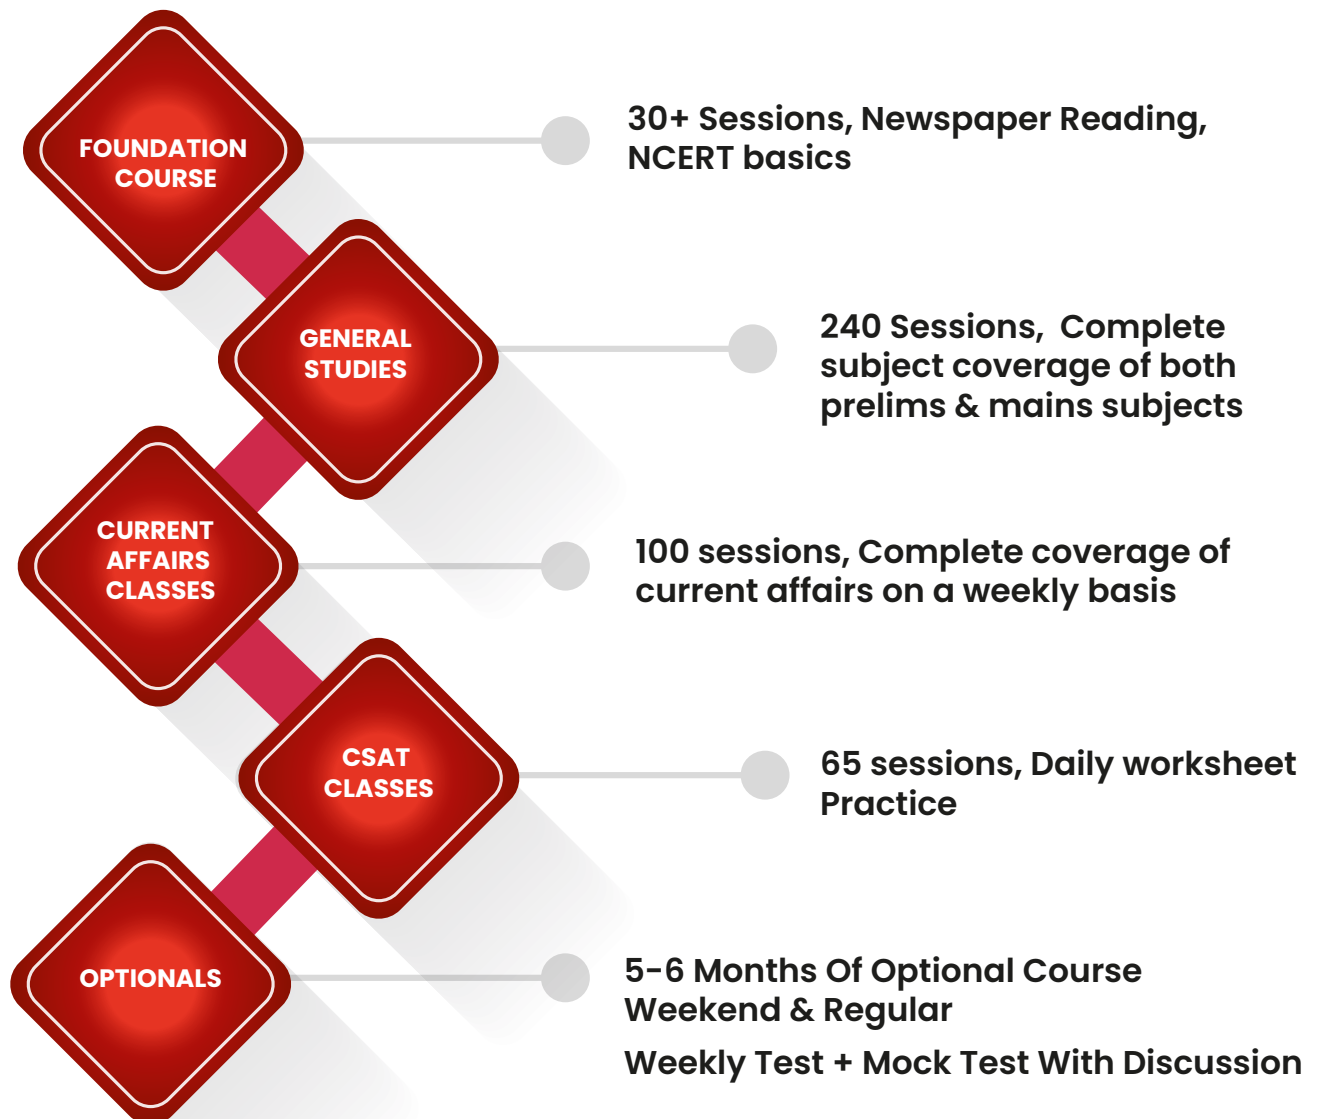 FOUNDATION
COURSE
30+ Sessions, Newspaper Reading,
NCERT basics
GENERAL
STUDIES
240 Sessions,  Complete
subject coverage of both
prelims & mains subjects
CURRENT
AFFAIRS
CLASSES
100 sessions, Complete coverage of
current affairs on a weekly basis
CSAT
CLASSES
65 sessions, Daily worksheet
Practice
OPTIONALS
5-6 Months Of Optional Course
Weekend & Regular
Weekly Test + Mock Test With Discussion